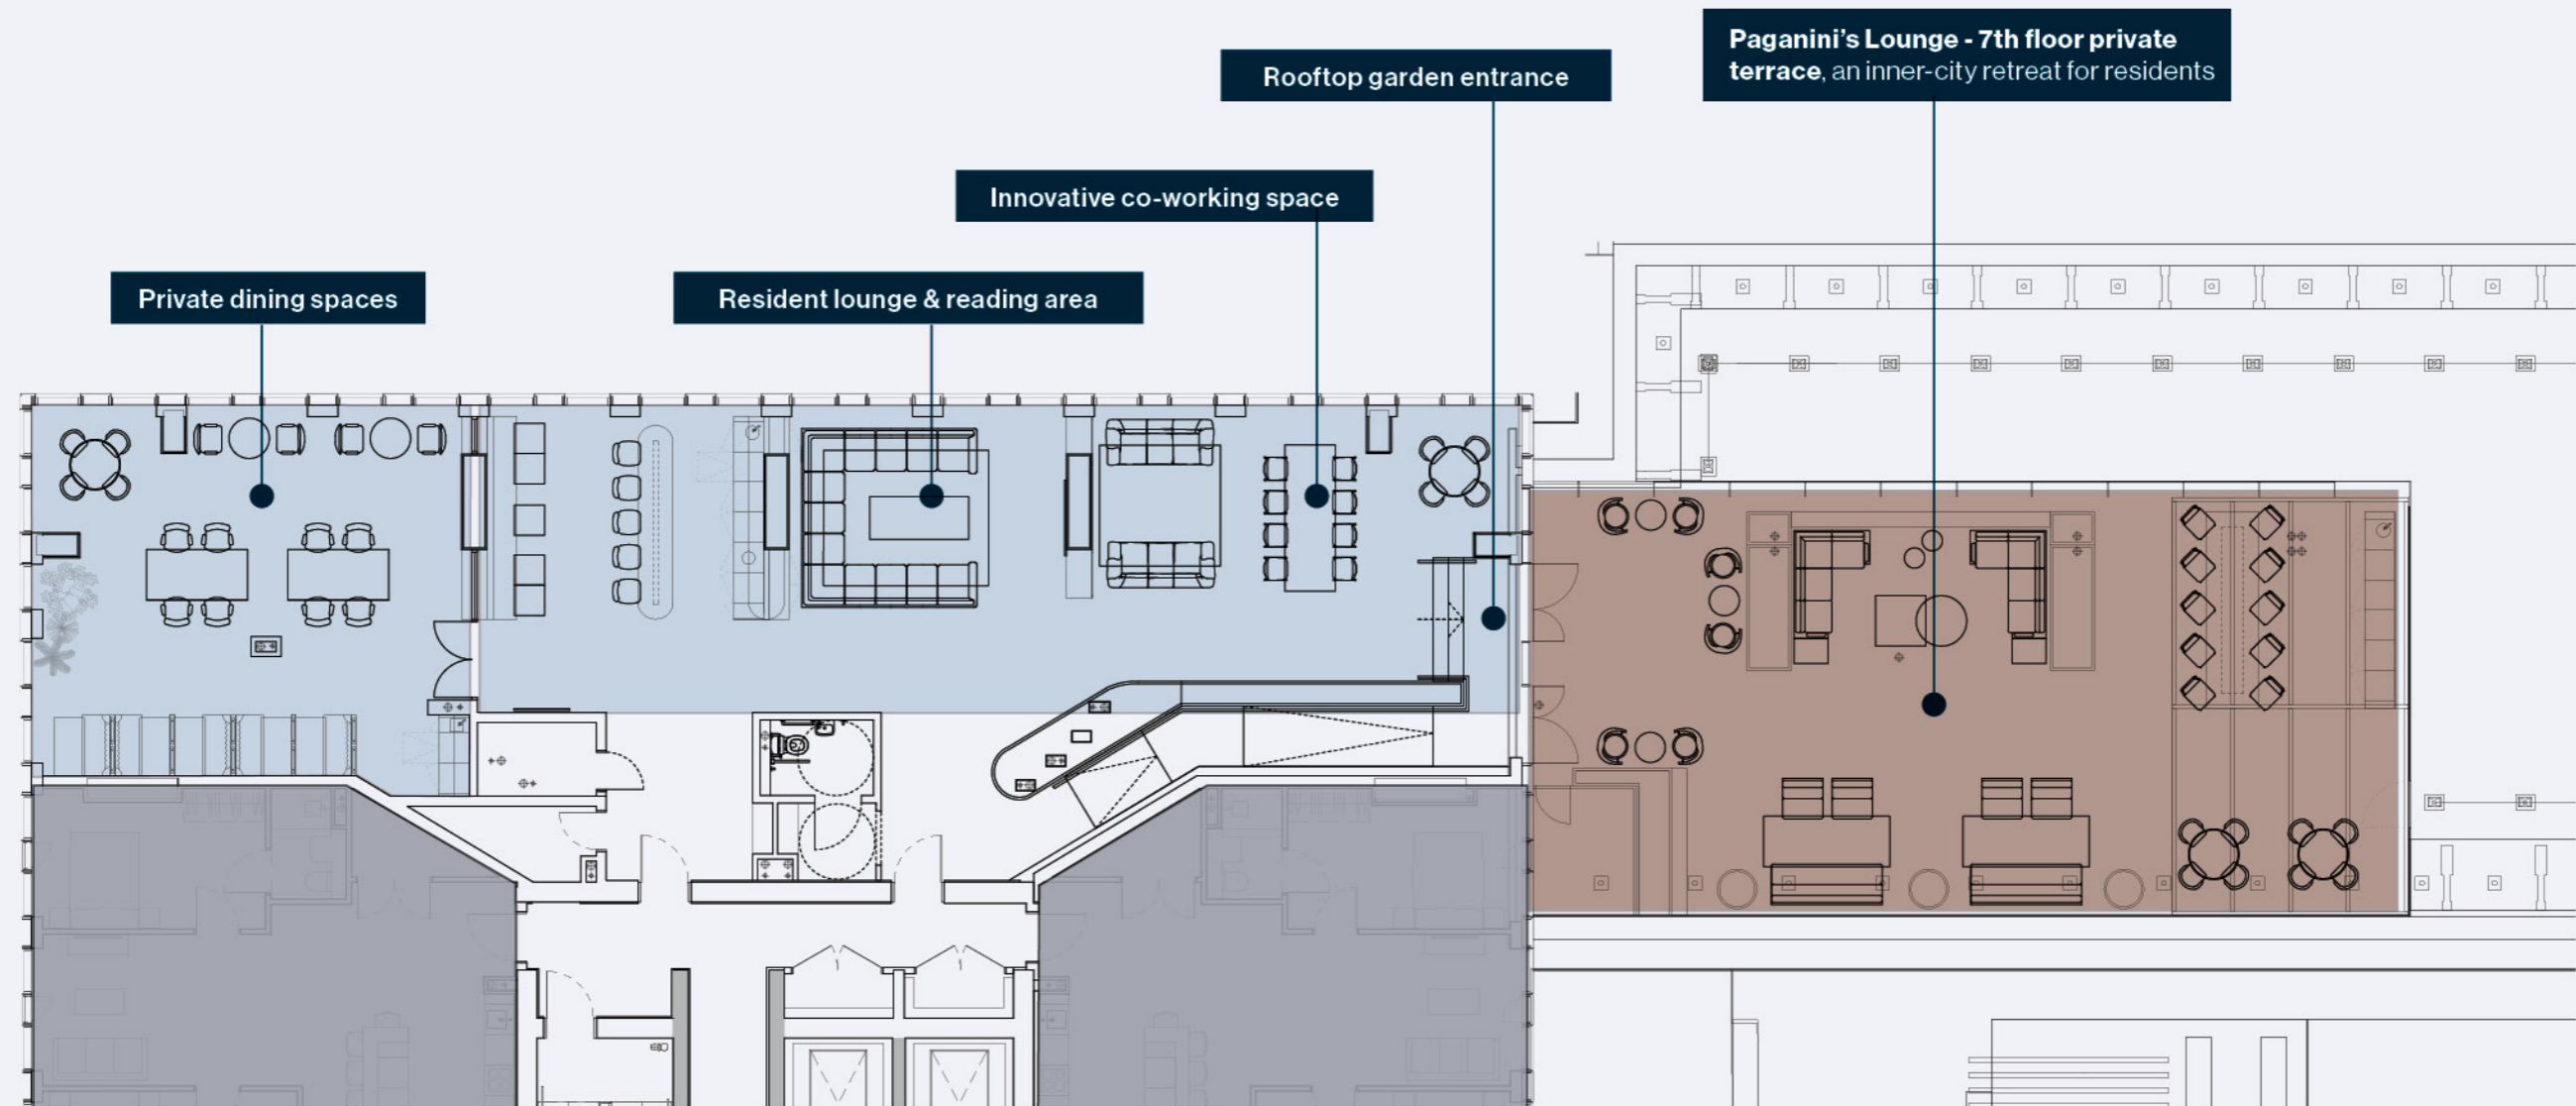 Paganini's Lounge - 7th floor private
terrace, an inner-city retreat for residents
Rooftop garden entrance
Innovative co-working space
Private dining spaces
Resident lounge & reading area